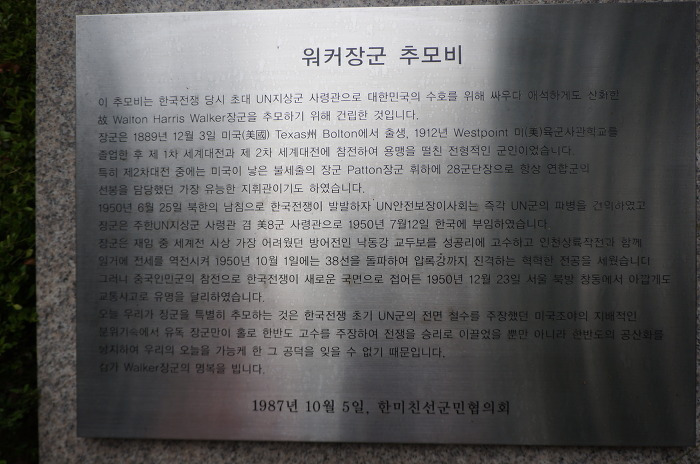 워커장군 추모비
이 추모비는 한국전쟁 당시 초대 UN지상군 사령관으로 대한민국의 수호를 위해 싸우다 애석하게도 산화한
故 Walton Harris Walker장군을 추모하기 위해 건립한 것입니다.
장군은 1889년 12월 3일 미국(美國) Texas州 Bolton에서 출생, 1912년 Westpoint 미(美)육군사관학교를
졸업한 후 제 1차 세계대전과 제 2차 세계대전에 참전하여 용맹을 떨친 전형적인 군인이었습니다.
특히 제2차대전 중에는 미국이 낳은 불세출의 장군 Patton장군 휘하에 28군단장으로 항상 연합군의
선봉을 담당했던 가장 유능한 지휘관이기도 하였습니다.
1950년 6월 25일 북한의 남침으로 한국전쟁이 발발하자 UN안전보장이사회는 즉각 UN군의 파병을 건의하였고
장군은 주한UN지상군 사령관 겸 美8군 사령관으로 1950년 7월12일 한국에 부임하였습니다.
장군은 재임 중 세계전 사상 가장 어려웠던 방어전인 낙동강 교두보를 성공리에 고수하고 인천상륙작전과 함께
일거에 전세를 역전시켜 1950년 10월 1일에는 38선을 돌파하여 압록강까지 진격하는 혁혁한 전공을 세웠습니다
그러나 중국인민군의 참전으로 한국전쟁이 새로운 국면으로 접어든 1950년 12월 23일 서울 북방 창동에서 아깝게도
교통사고로 유명을 달리하였습니다.
오늘 우리가 장군을 특별히 추모하는 것은 한국전쟁 초기 UN군의 전면 철수를 주장했던 미국조야의 지배적인
분위기속에서 유독 장군만이 홀로 한반도 고수를 주장하여 전쟁을 승리로 이끌었을 뿐만 아니라 한반도의 공산화를
방지하여 우리의 오늘을 가능케 한 그 공덕을 잊을 수 없기 때문입니다.
삼가 Walker장군의 명복을 빕니다.
1987년 10월 5일, 한미친선군민협의회